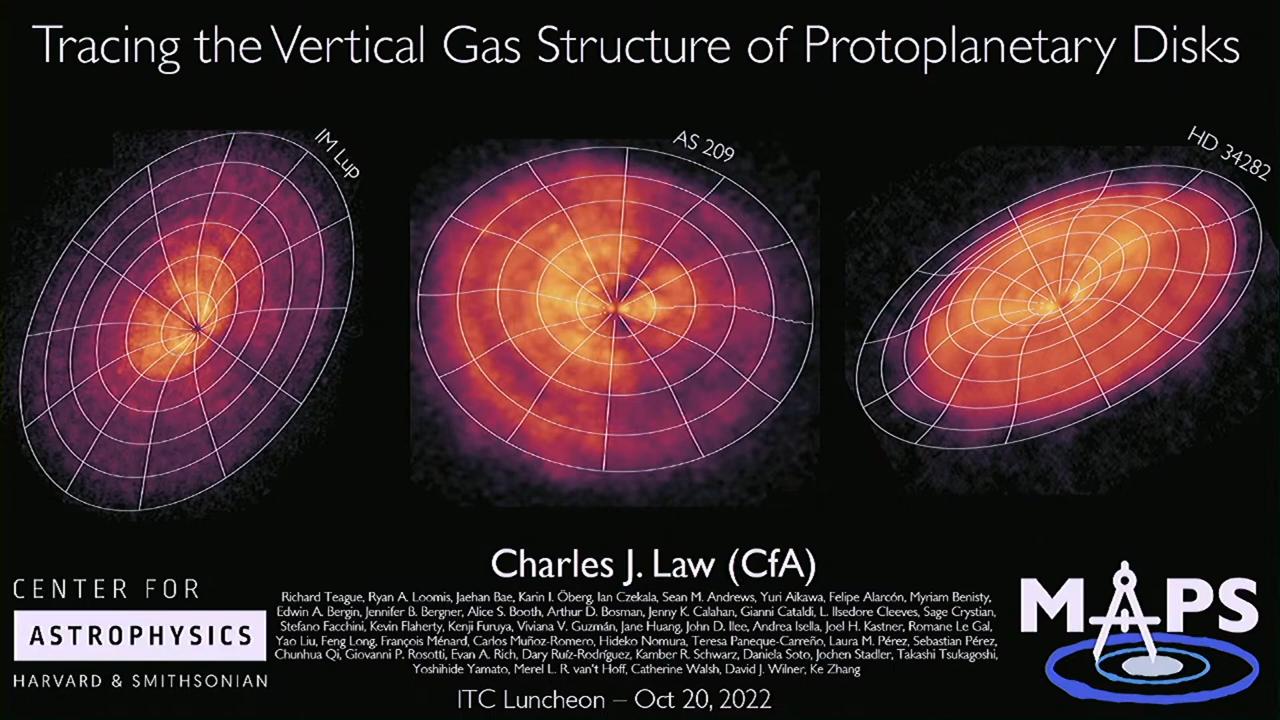 Tracing the Vertical Gas Structure of Protoplanetary Disks
IM Lup
AS 209
HD 34282
Charles J. Law (CfA)
Richard Teague, Ryan A. Loomis, Jaehan Bae, Karin I. Öberg, Ian Czekala, Sean M. Andrews, Yuri Aikawa, Felipe Alarcón, Myriam Benisty,
Edwin A. Bergin, Jennifer B. Bergner, Alice S. Booth, Arthur D. Bosman, Jenny K. Calahan, Gianni Cataldi, L. Ilsedore Cleeves, Sage Crystian,
Stefano Facchini, Kevin Flaherty, Kenji Furuya, Viviana V. Guzmán, Jane Huang, John D. Ilee, Andrea Isella, Joel H. Kastner, Romane Le Gal,
Yao Liu, Feng Long, François Ménard, Carlos Muñoz-Romero, Hideko Nomura, Teresa Paneque-Carreño, Laura M. Pérez, Sebastian Pérez,
Chunhua Qi, Giovanni P. Rosotti, Evan A. Rich, Dary Ruíz-Rodríguez, Kamber R. Schwarz, Daniela Soto, Jochen Stadler, Takashi Tsukagoshi,
Yoshihide Yamato, Merel L. R. van't Hoff, Catherine Walsh, David J. Wilner, Ke Zhang
ITC Luncheon – Oct 20, 2022
CENTER FOR
ASTROPHYSICS
HARVARD & SMITHSONIAN
MAPS